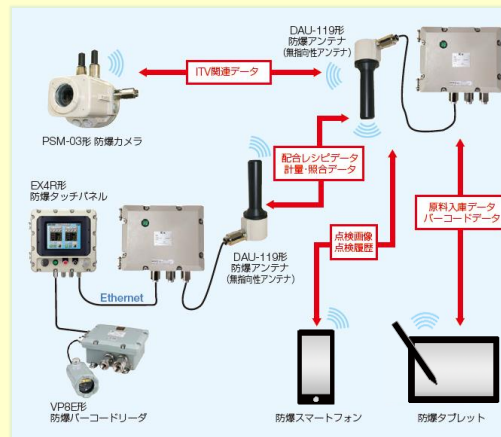 DAU-119形
防爆アンテナ
(無指向性アンテナ)
ITV関連データ
PSM-03形 防爆カメラ
配合レシピデータ
計量・照合データ
EX4R形
防爆タッチパネル
原料入庫データ
バーコードデータ
点検画像
点検履歴
DAU-119形
防爆アンテナ
(無指向性アンテナ)
Ethernet
VP8E形
防爆バーコードリーダ
防爆スマートフォン
防爆タブレット